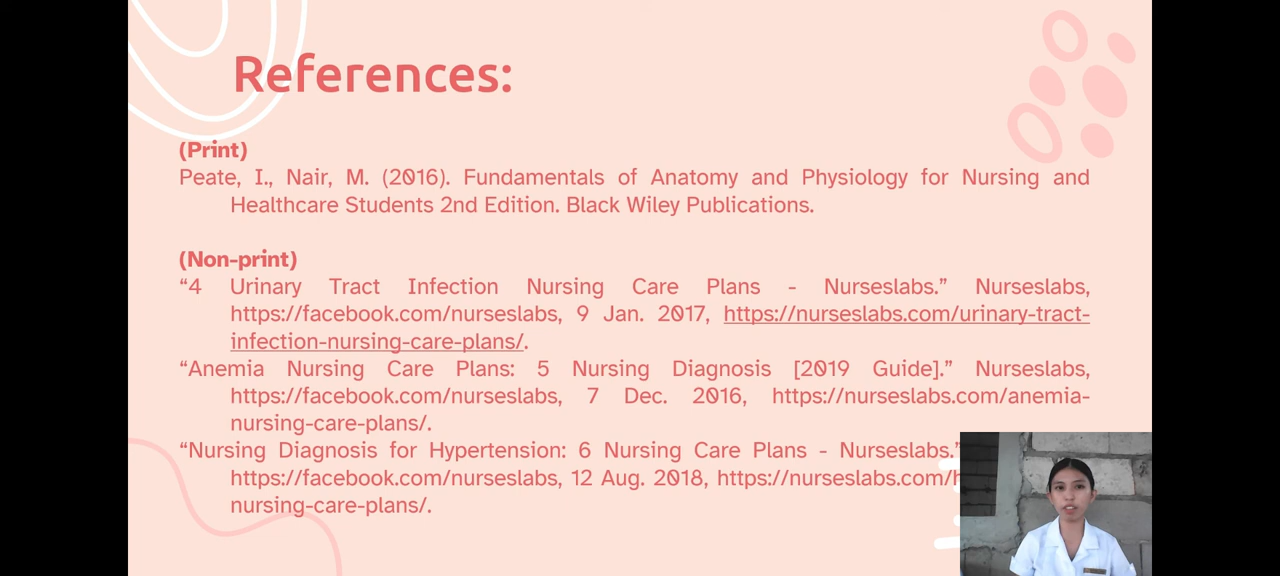 References:
(Print)
Peate, I., Nair, M. (2016). Fundamentals of Anatomy and Physiology for Nursing and
Healthcare Students 2nd Edition. Black Wiley Publications.
(Non-print)
“4 Urinary Tract Infection Nursing Care Plans - Nurseslabs.” Nurseslabs,
https://facebook.com/nurseslabs, 9 Jan. 2017, https://nurseslabs.com/urinary-tract-
infection-nursing-care-plans/.
“Anemia Nursing Care Plans: 5 Nursing Diagnosis [2019 Guide].” Nurseslabs,
https://facebook.com/nurseslabs, 7 Dec. 2016, https://nurseslabs.com/anemia-
nursing-care-plans/.
“Nursing Diagnosis for Hypertension: 6 Nursing Care Plans - Nurseslabs.”
https://facebook.com/nurseslabs, 12 Aug. 2018, https://nurseslabs.com/h
nursing-care-plans/.